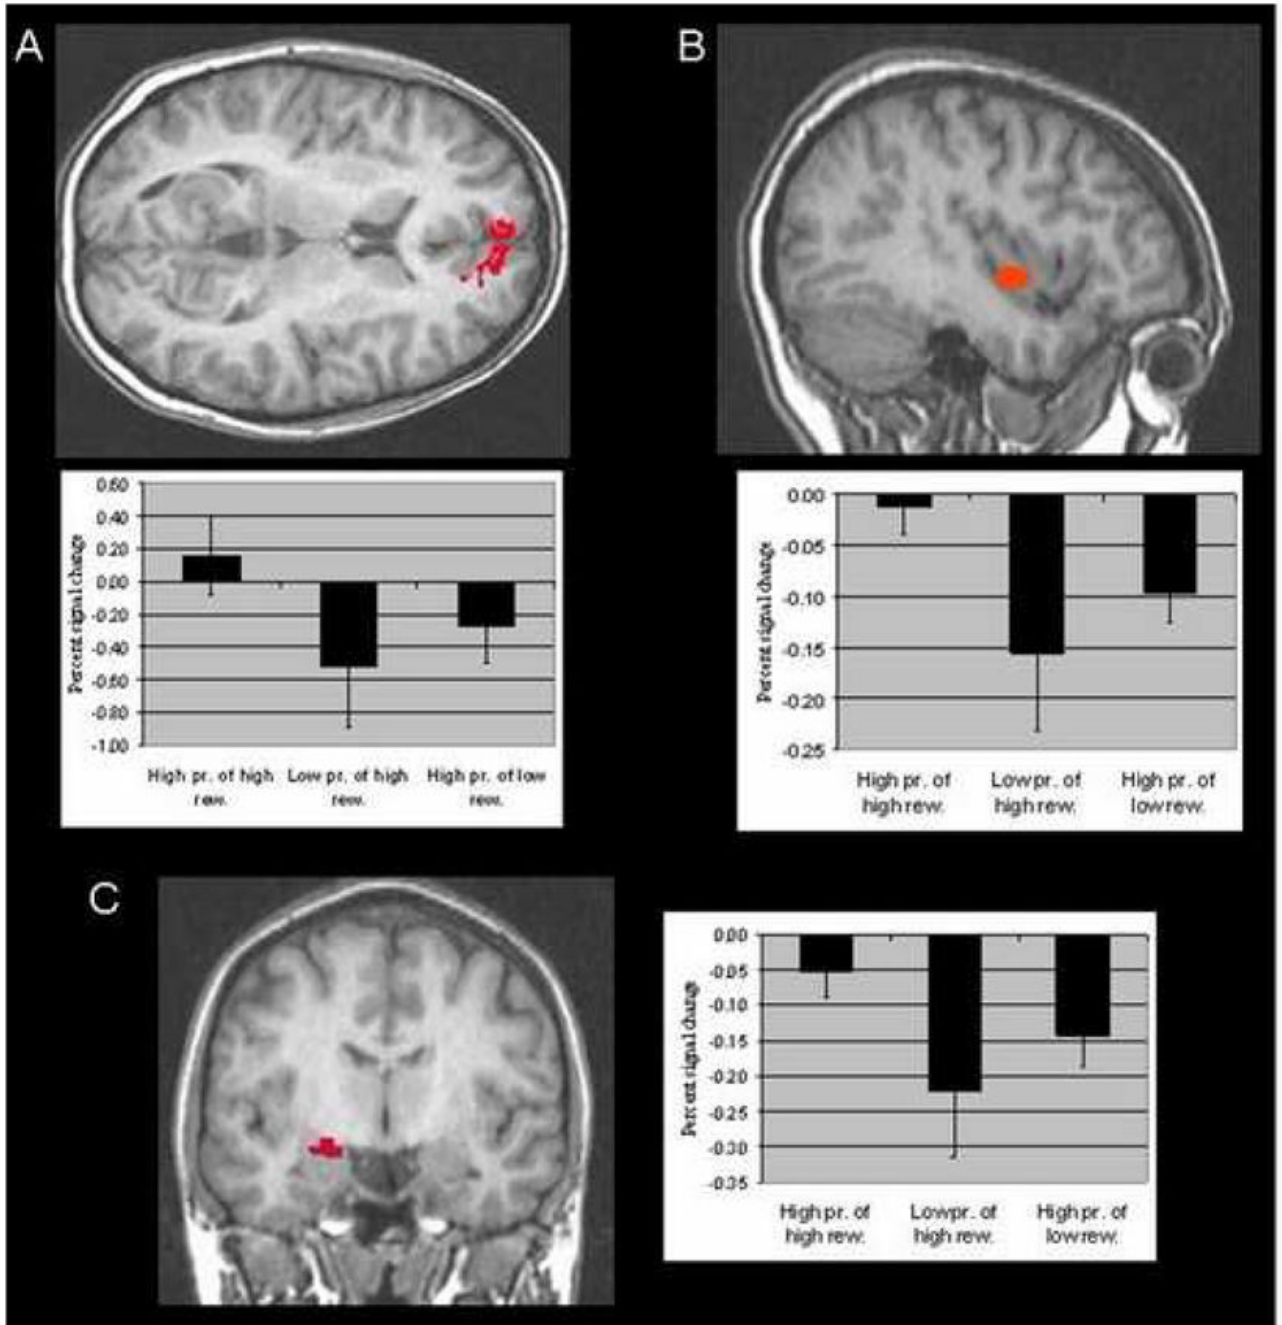 A
B
0.60
0.40
0.20
0.00
-0.20
-0.40
-0.60
-0.80
-1.00
Percent signal change
High pr. of high
rew.
Low pr. of high
rew.
High pr. of low
rew.
0.00
-0.05
-0.10
-0.15
-0.20
-0.25
Percent signal change
High pr. of
high rew.
Low pr. of
high rew.
High pr. of
low rew.
C
0.00
-0.05
-0.10
-0.15
-0.20
-0.25
-0.30
-0.35
Percent signal change
High pr. of
high rew.
Low pr. of
high rew.
High pr. of
low rew.